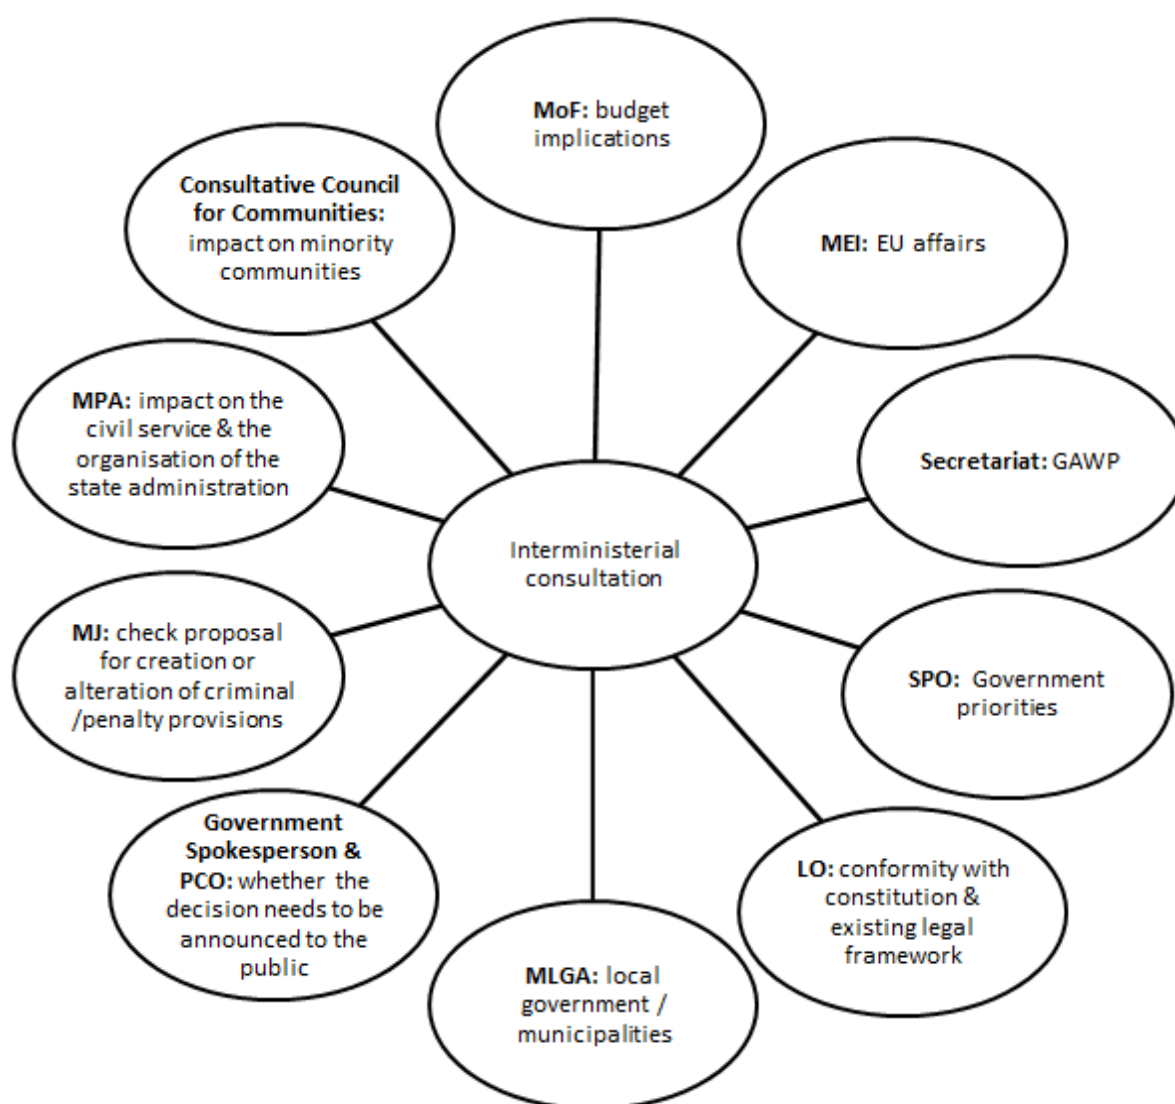 MoF: budget
implications
MEI: EU affairs
Secretariat: GAWP
SPO: Government
priorities
LO: conformity with
constitution &
existing legal
framework
MLGA: local
government /
municipalities
Government
Spokesperson &
PCO: whether the
decision needs to be
announced to the
public
MJ: check proposal
for creation or
alteration of criminal
/penalty provisions
MPA: impact on the
civil service & the
organisation of the
state administration
Consultative Council
for Communities:
impact on minority
communities
Interministerial
consultation